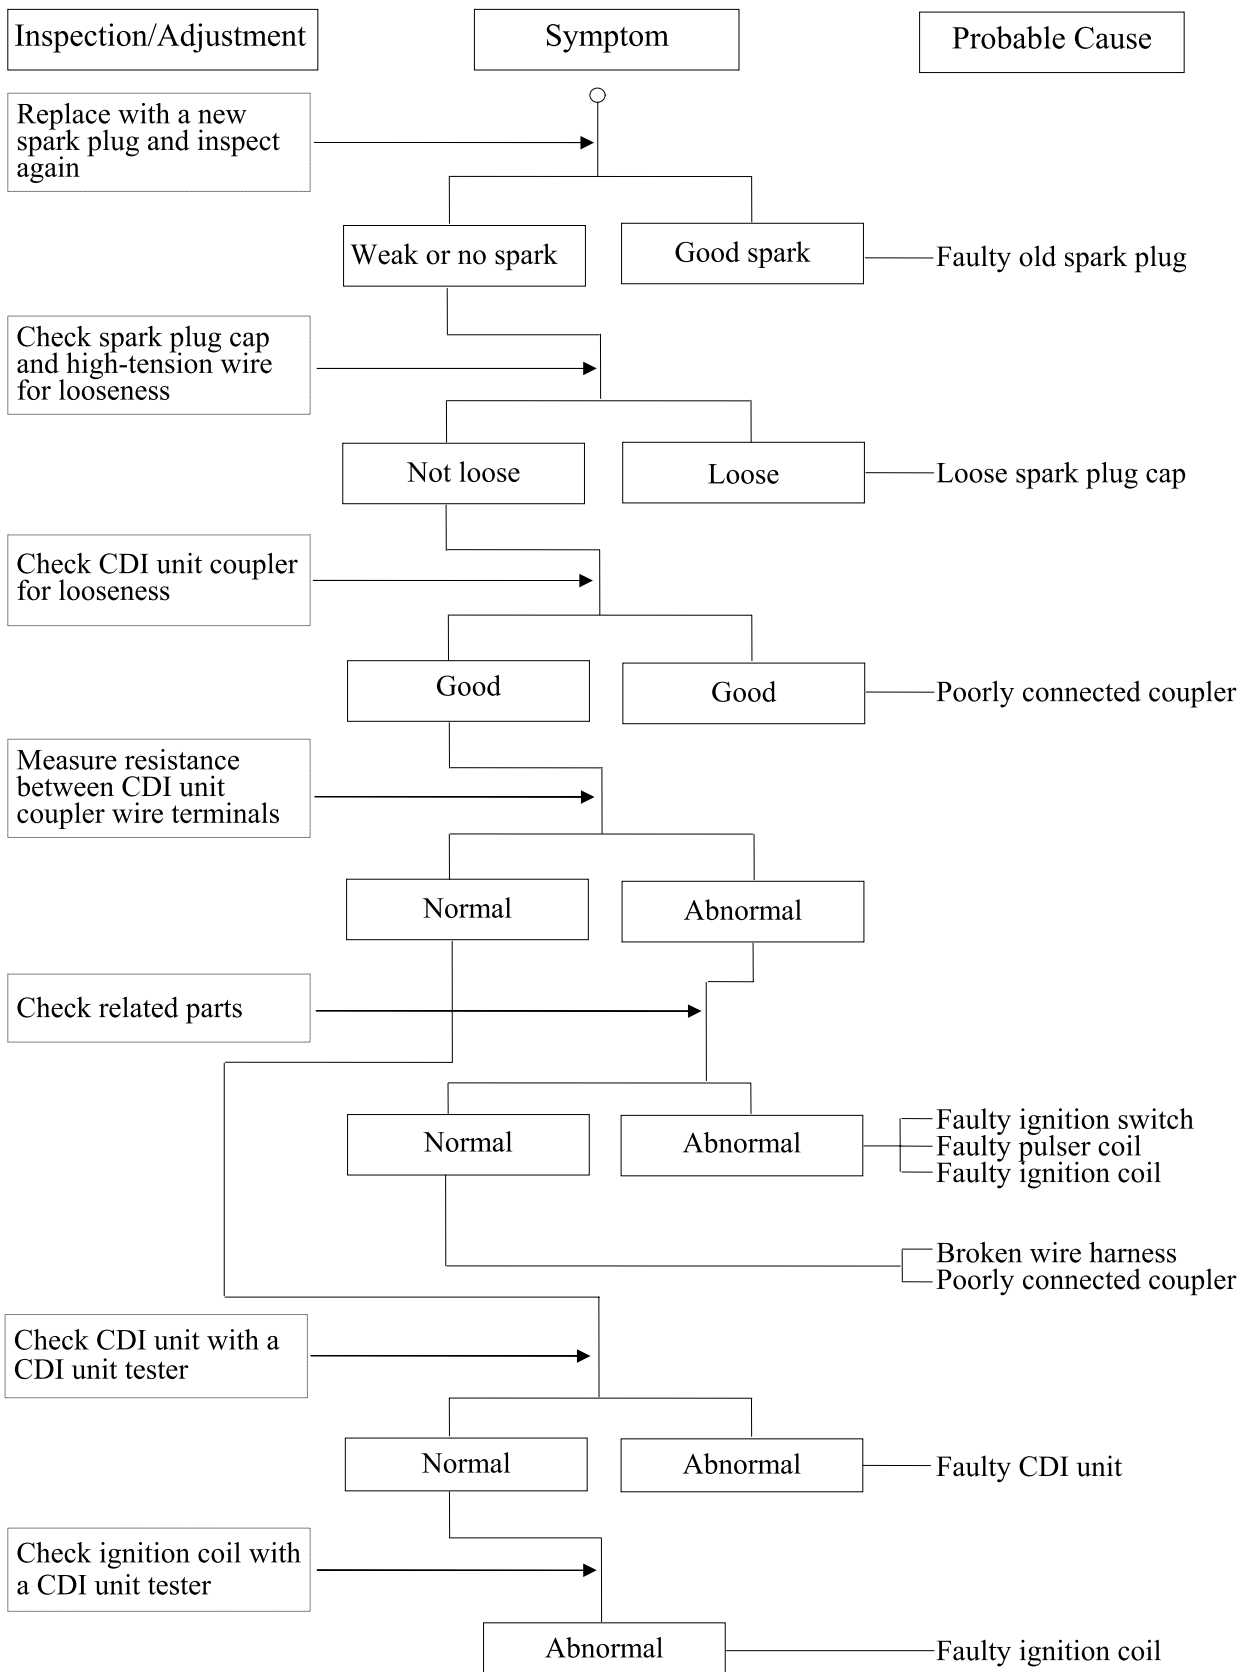 Inspection/Adjustment
Symptom
Probable Cause
Replace with a new
spark plug and inspect
again
Weak or no spark
Good spark
Faulty old spark plug
Check spark plug cap
and high-tension wire
for looseness
Not loose
Loose
Loose spark plug cap
Check CDI unit coupler
for looseness
Good
Good
Poorly connected coupler
Measure resistance
between CDI unit
coupler wire terminals
Normal
Abnormal
Check related parts
Normal
Abnormal
Faulty ignition switch
Faulty pulser coil
Faulty ignition coil
Broken wire harness
Poorly connected coupler
Check CDI unit with a
CDI unit tester
Normal
Abnormal
Faulty CDI unit
Check ignition coil with
a CDI unit tester
Abnormal
Faulty ignition coil